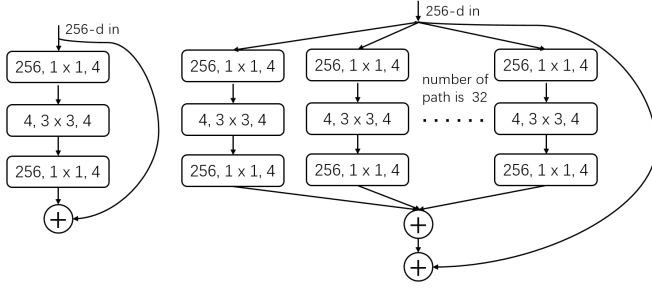 256-d in
256, 1 x 1, 4
4, 3 x 3, 4
256, 1 x 1, 4
256-d in
256, 1 x 1, 4
4, 3 x 3, 4
256, 1 x 1, 4
256, 1 x 1, 4
4, 3 x 3, 4
256, 1 x 1, 4
number of
path is 32
. . . . . .
256, 1 x 1, 4
4, 3 x 3, 4
256, 1 x 1, 4